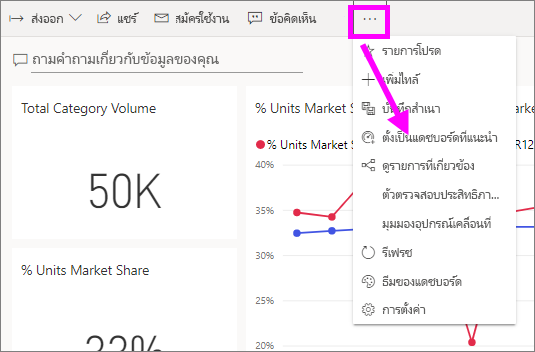 ส่งออก แชร์ สมัครใช้งาน ข้อคิดเห็น ...
ถามคำถามเกี่ยวกับข้อมูลของคุณ
รายการโปรด
เพิ่มไทล์
บันทึกสำเนา
ตั้งเป็นแดชบอร์ดที่แนะนำ
ดูรายการที่เกี่ยวข้อง
ตัวตรวจสอบประสิทธิภา...
มุมมองอุปกรณ์เคลื่อนที่
รีเฟรช
ธีมของแดชบอร์ด
การตั้งค่า
Total Category Volume
50K
% Units Market Share
% Units Market
% Units Market S
R12
40%
35%
30%
25%
20%